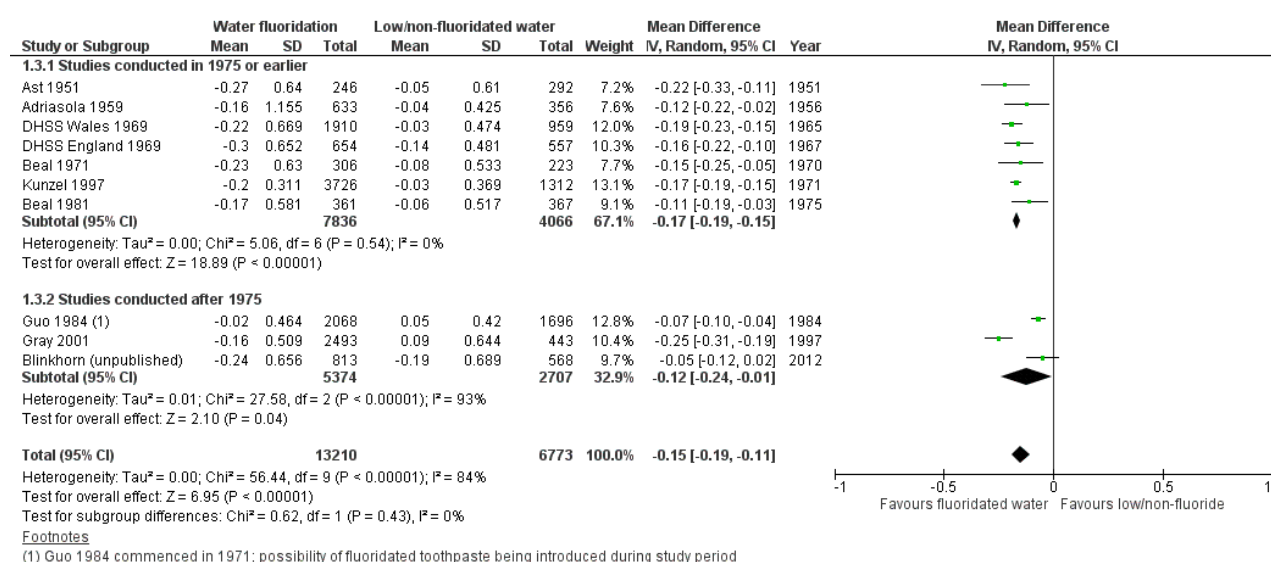 Water fluoridation Low/non-fluoridated water Mean Difference Mean Difference
Study or Subgroup Mean SD Total Mean SD Total Weight IV, Random, 95% CI Year IV, Random, 95% CI
1.3.1 Studies conducted in 1975 or earlier
Ast 1951 -0.27 0.64 246 -0.05 0.61 292 7.2% -0.22 [-0.33, -0.11] 1951
Adriasola 1959 -0.16 1.155 633 -0.04 0.425 356 7.6% -0.12 [-0.22, -0.02] 1956
DHSS Wales 1969 -0.22 0.669 1910 -0.03 0.474 959 12.0% -0.19 [-0.23, -0.15] 1965
DHSS England 1969 -0.3 0.652 654 -0.14 0.481 557 10.3% -0.16 [-0.22, -0.10] 1967
Beal 1971 -0.23 0.63 306 -0.08 0.533 223 7.7% -0.15 [-0.25, -0.05] 1970
Kunzel 1997 -0.2 0.311 3726 -0.03 0.369 1312 13.1% -0.17 [-0.19, -0.15] 1971
Beal 1981 -0.17 0.581 361 -0.06 0.517 367 9.1% -0.11 [-0.19, -0.03] 1975
Subtotal (95% CI) 7836 4066 67.1% -0.17 [-0.19, -0.15]
Heterogeneity: Tau² = 0.00; Chi² = 5.06, df = 6 (P = 0.54); I² = 0%
Test for overall effect: Z = 18.89 (P < 0.00001)
1.3.2 Studies conducted after 1975
Guo 1984 (1) -0.02 0.464 2068 0.05 0.42 1696 12.8% -0.07 [-0.10, -0.04] 1984
Gray 2001 -0.16 0.509 2493 0.09 0.644 443 10.4% -0.25 [-0.31, -0.19] 1997
Blinkhorn (unpublished) -0.24 0.656 813 -0.19 0.689 568 9.7% -0.05 [-0.12, 0.02] 2012
Subtotal (95% CI) 5374 2707 32.9% -0.12 [-0.24, -0.01]
Heterogeneity: Tau² = 0.01; Chi² = 27.58, df = 2 (P < 0.00001); I² = 93%
Test for overall effect: Z = 2.10 (P = 0.04)
Total (95% CI) 13210 6773 100.0% -0.15 [-0.19, -0.11]
Heterogeneity: Tau² = 0.00; Chi² = 56.44, df = 9 (P < 0.00001); I² = 84%
Test for overall effect: Z = 6.95 (P < 0.00001)
Test for subgroup differences: Chi² = 0.62, df = 1 (P = 0.43), I² = 0%
-1 -0.5 0 0.5 1
Favours fluoridated water Favours low/non-fluoride
Footnotes
(1) Guo 1984 commenced in 1971; possibility of fluoridated toothpaste being introduced during study period